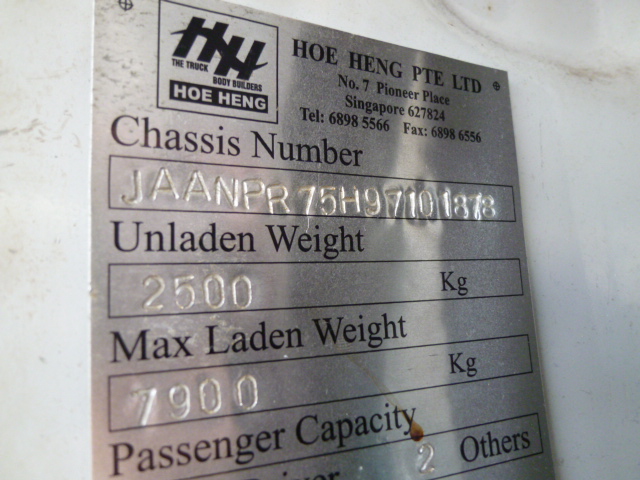 HH
THE TRUCK BODY BUILDERS
HOE HENG
HOE HENG PTE LTD
No. 7 Pioneer Place
Singapore 627824
Tel: 6898 5566 Fax: 6898 6556
Chassis Number
JAANPR75H97101878
Unladen Weight
2500 Kg
Max Laden Weight
7900 Kg
Passenger Capacity
Driver 2 Others